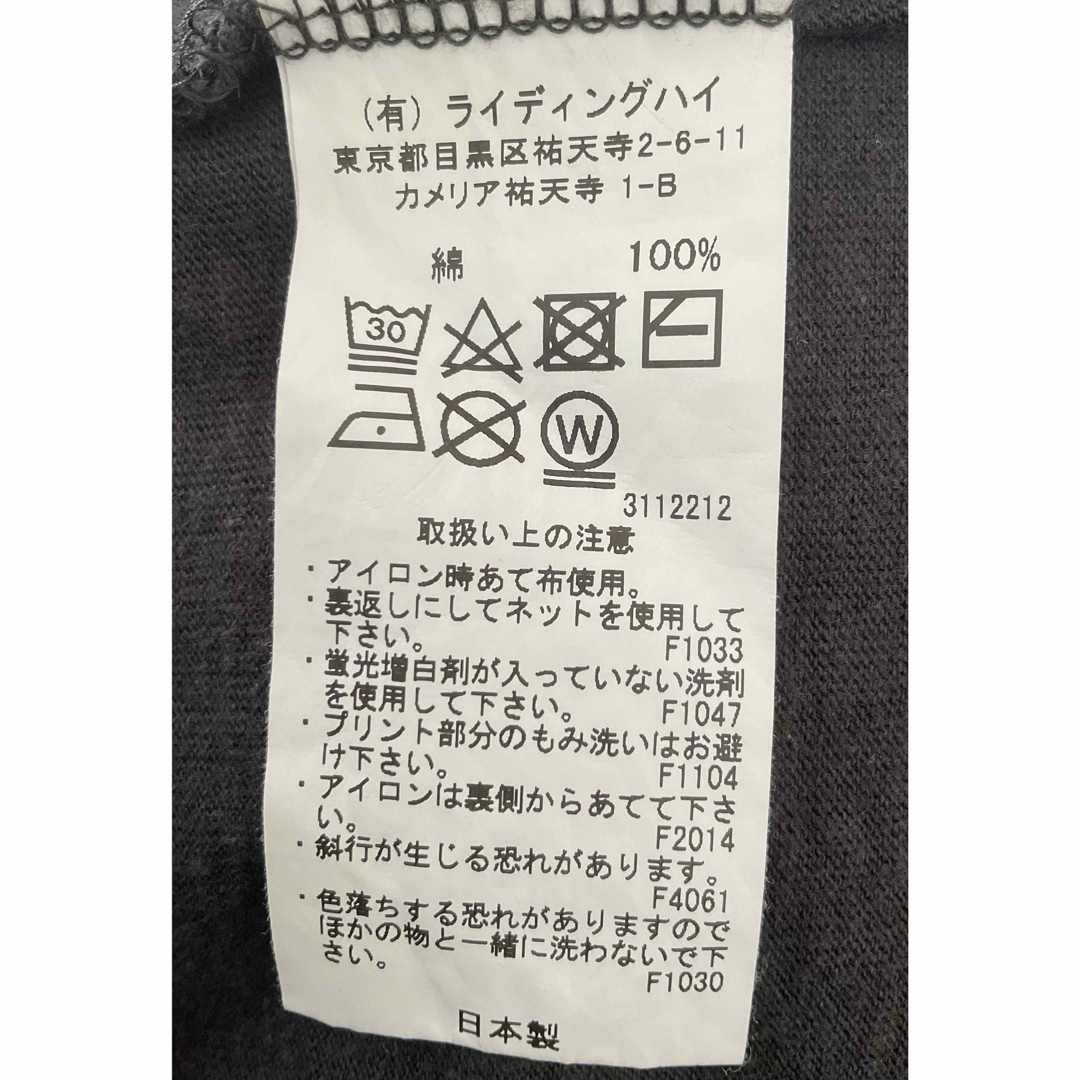 (有) ライディングハイ
東京都目黒区祐天寺2-6-11
カメリア祐天寺 1-B
綿 100%
30
W
3112212
取扱い上の注意
・アイロン時あて布使用。
・裏返しにしてネットを使用して
下さい。 F1033
・蛍光増白剤が入っていない洗剤
を使用して下さい。 F1047
・プリント部分のもみ洗いはお避
け下さい。 F1104
・アイロンは裏側からあてて下さ
い。 F2014
・斜行が生じる恐れがあります。
F4061
・色落ちする恐れがありますので
ほかの物と一緒に洗わないで下
さい。 F1030
日本製